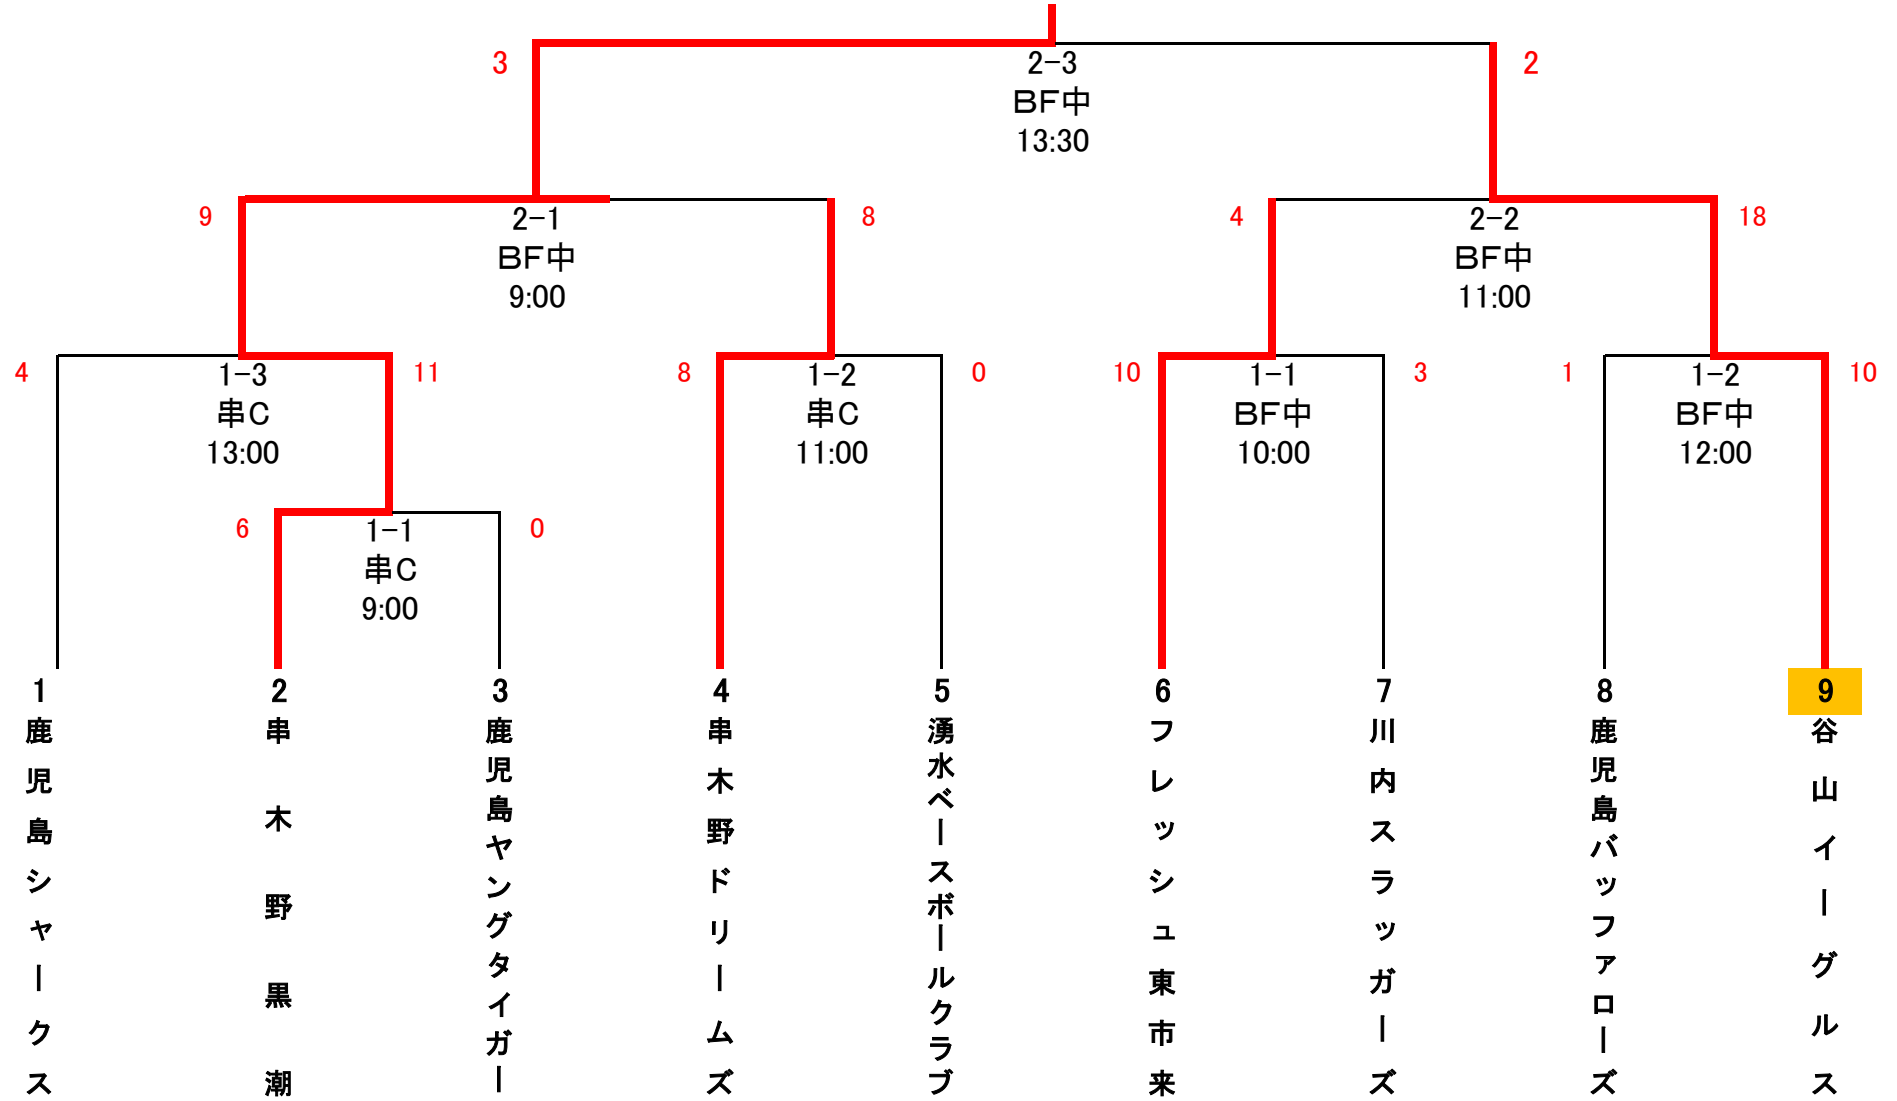 3
2-3
BF中
13:30
2
9
2-1
BF中
9:00
8
4
2-2
BF中
11:00
18
4
1-3
串C
13:00
11
8
1-2
串C
11:00
0
10
1-1
BF中
10:00
3
1
1-2
BF中
12:00
10
6
1-1
串C
9:00
0
1
鹿児島シャークス
2
串木野黒潮
3
鹿児島ヤングタイガー
4
串木野ドリームズ
5
湧水ベースボールクラブ
6
フレッシュ東市来
7
川内スラッガーズ
8
鹿児島バッファローズ
9
谷山イーグルス